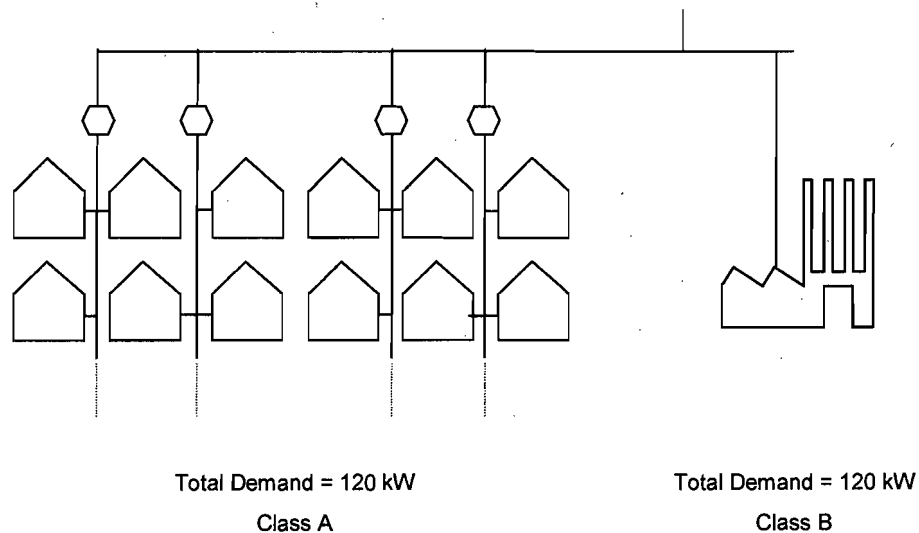 Total Demand = 120 kW
Class A
Total Demand = 120 kW
Class B